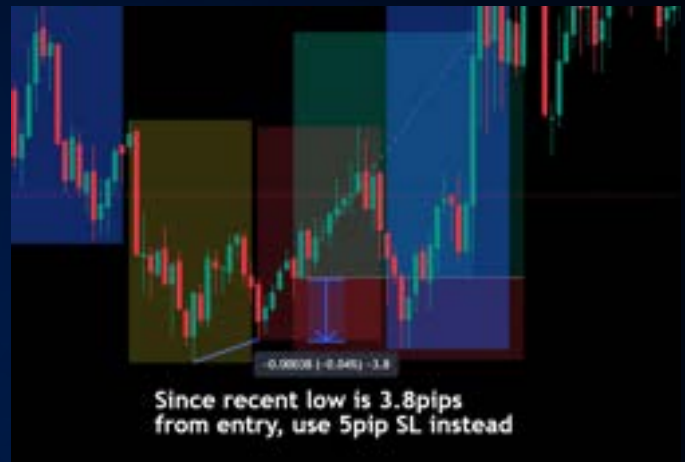 -0.00038 (-0.04%) -3.8
Since recent low is 3.8pips
from entry, use 5pip SL instead